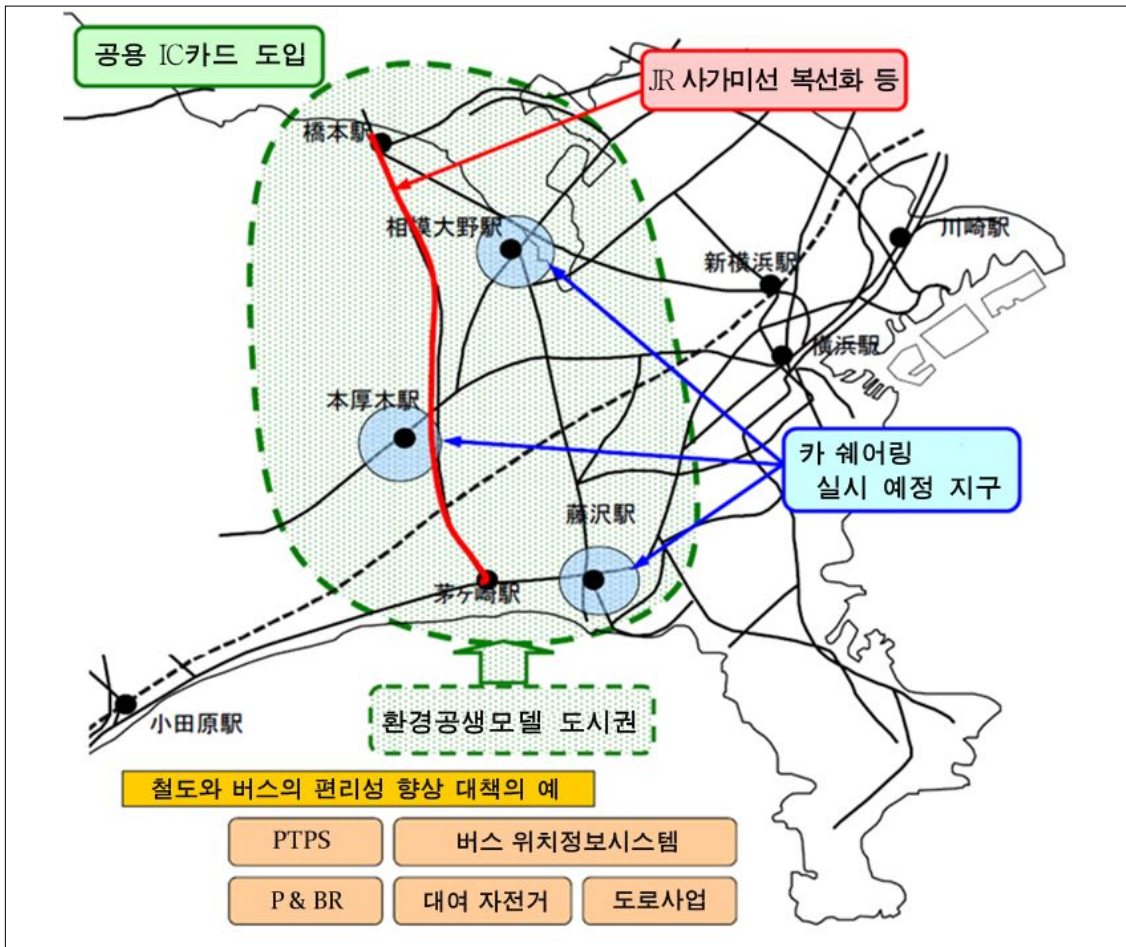 공용 IC카드 도입
JR 사가미선 복선화 등
橋本駅
相模大野駅
川崎駅
新横浜駅
横浜駅
本厚木駅
카 쉐어링
실시 예정 지구
藤沢駅
茅ヶ崎駅
小田原駅
환경공생모델 도시권
철도와 버스의 편리성 향상 대책의 예
PTPS
버스 위치정보시스템
P & BR
대여 자전거
도로사업